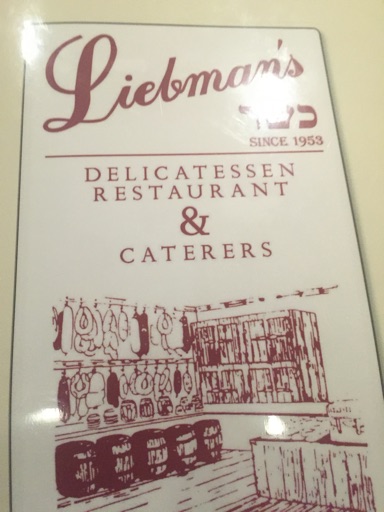 Liebman's
כשר
SINCE 1953
DELICATESSEN
RESTAURANT
&
CATERERS